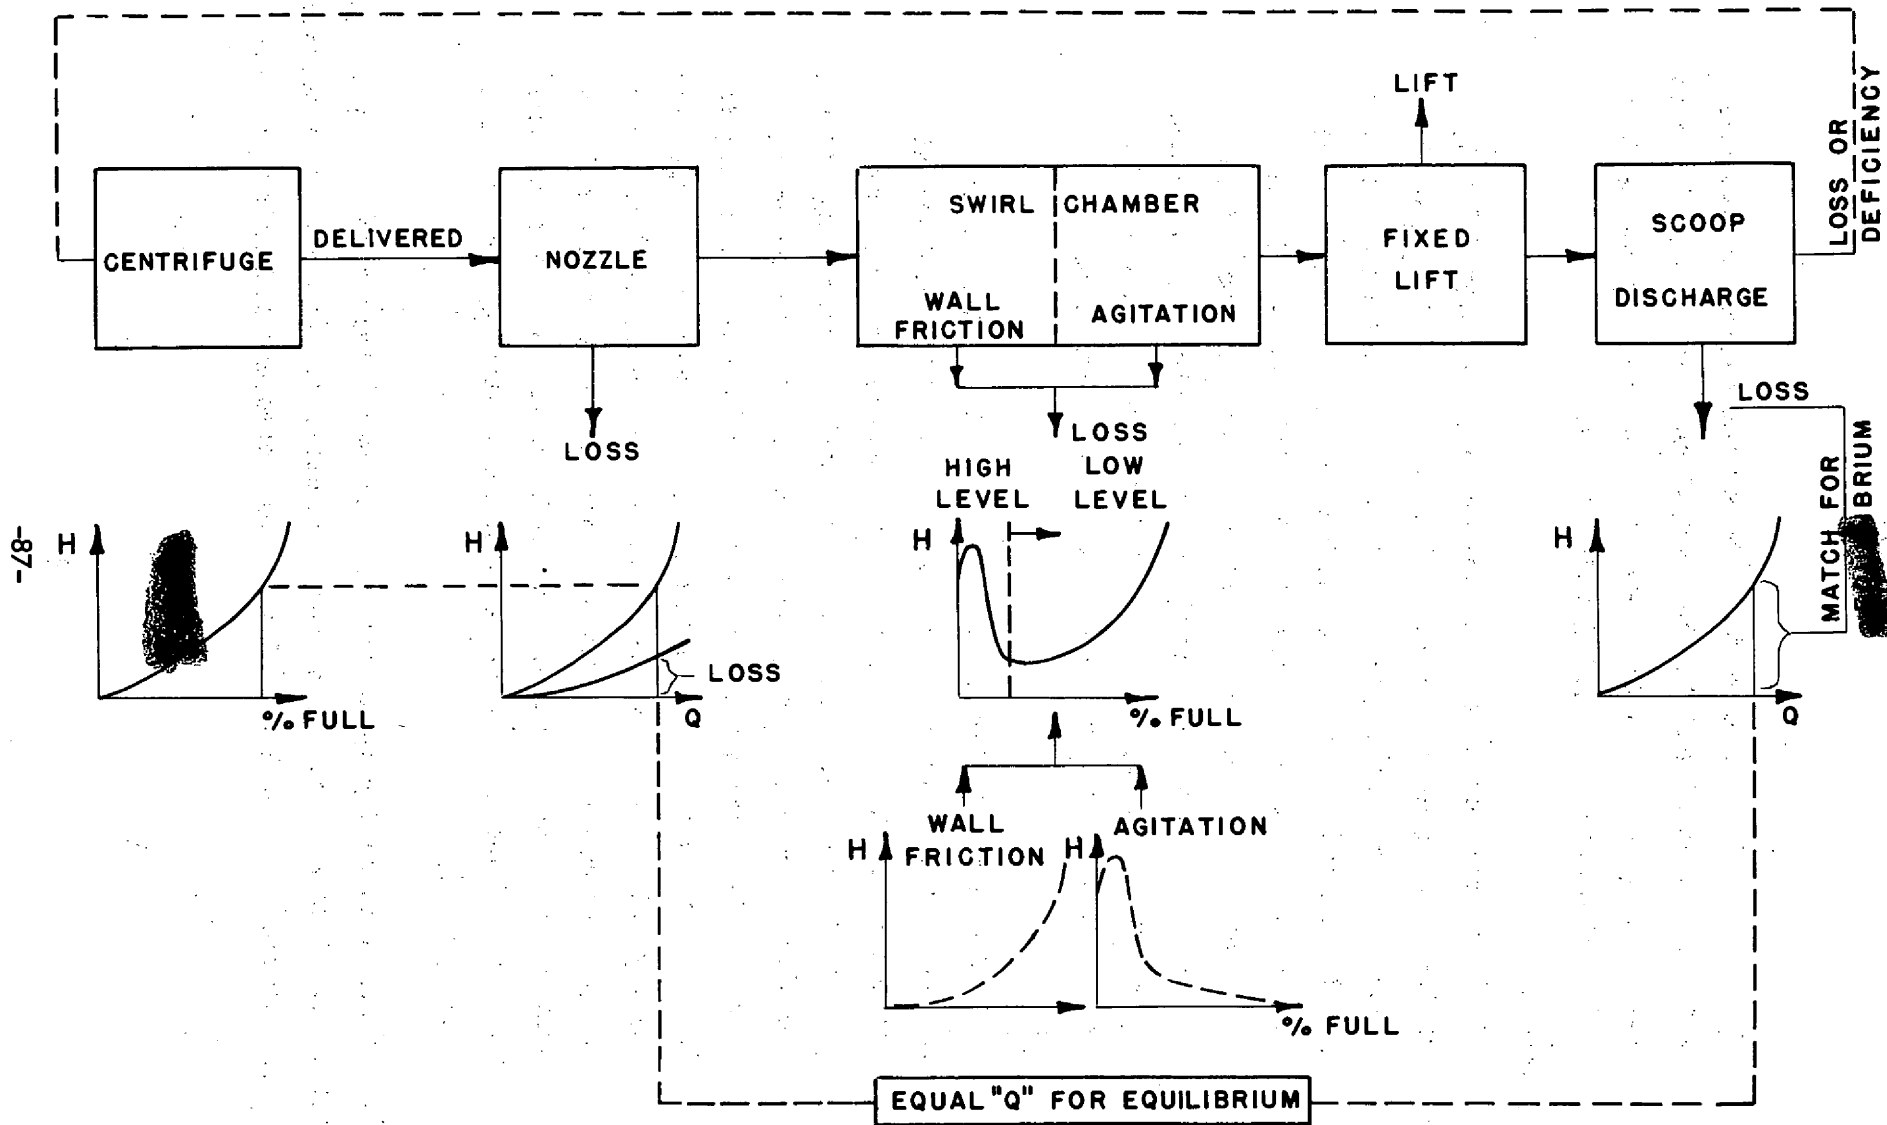 LIFT
LOSS OR
DEFICIENCY
CENTRIFUGE
DELIVERED
NOZZLE
SWIRL CHAMBER
WALL
FRICTION
AGITATION
FIXED
LIFT
SCOOP
DISCHARGE
LOSS
LOSS
LOSS
HIGH
LEVEL
LOW
LEVEL
MATCH FOR
BRIUM
-87-
H
% FULL
H
LOSS
Q
H
% FULL
H
Q
WALL
FRICTION
AGITATION
H
H
% FULL
EQUAL "Q" FOR EQUILIBRIUM